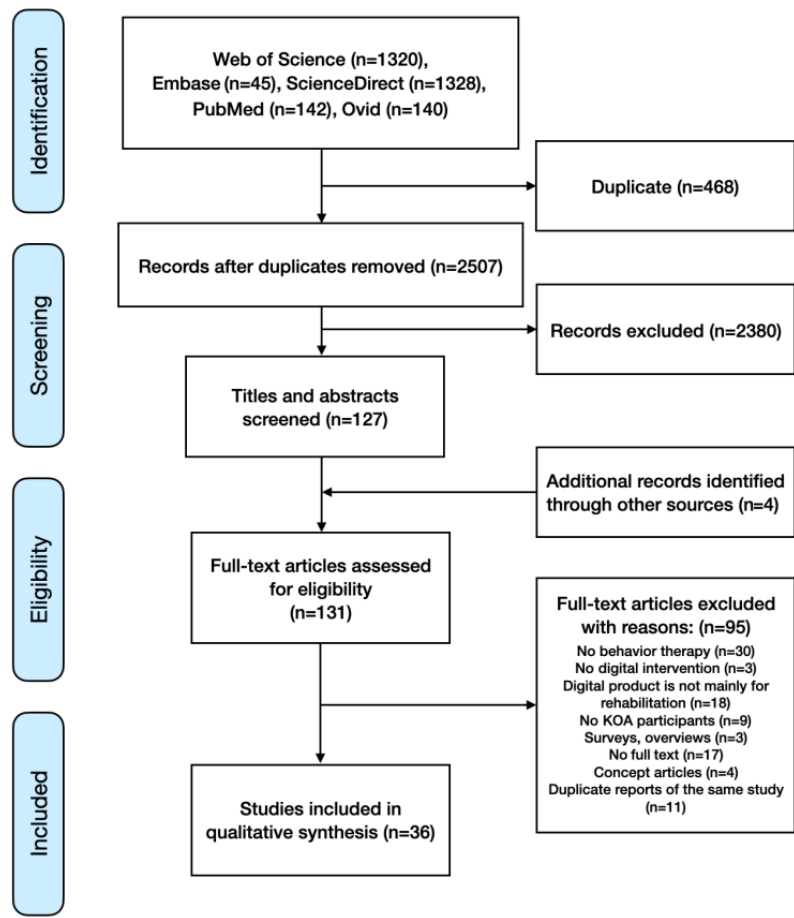 Identification
Web of Science (n=1320),
Embase (n=45), ScienceDirect (n=1328),
PubMed (n=142), Ovid (n=140)
Duplicate (n=468)
Records after duplicates removed (n=2507)
Screening
Records excluded (n=2380)
Titles and abstracts
screened (n=127)
Additional records identified
through other sources (n=4)
Eligibility
Full-text articles assessed
for eligibility
(n=131)
Full-text articles excluded
with reasons: (n=95)
No behavior therapy (n=30)
No digital intervention (n=3)
Digital product is not mainly for
rehabilitation (n=18)
No KOA participants (n=9)
Surveys, overviews (n=3)
No full text (n=17)
Concept articles (n=4)
Duplicate reports of the same study
(n=11)
Included
Studies included in
qualitative synthesis (n=36)